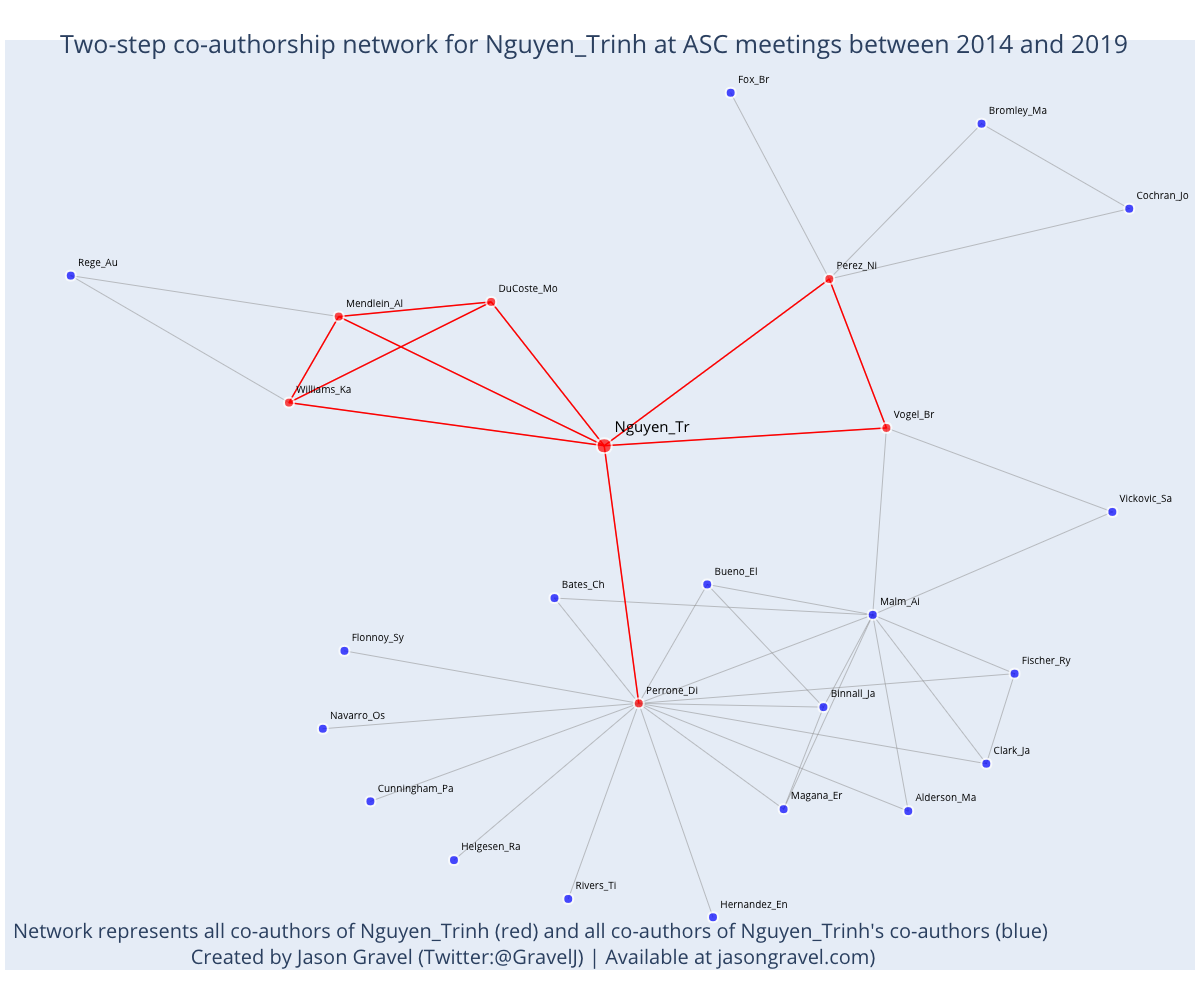 Two-step co-authorship network for Nguyen_Trinh at ASC meetings between 2014 and 2019
Fox_Br
Bromley_Ma
Cochran_Jo
Rege_Au
Perez_Ni
DuCoste_Mo
Mendlein_Al
Williams_Ka
Vogel_Br
Nguyen_Tr
Vickovic_Sa
Bueno_El
Bates_Ch
Malm_Ai
Flonnoy_Sy
Fischer_Ry
Perrone_Di
Binnall_Ja
Navarro_Os
Clark_Ja
Cunningham_Pa
Magana_Er
Alderson_Ma
Helgesen_Ra
Rivers_Ti
Hernandez_En
Network represents all co-authors of Nguyen_Trinh (red) and all co-authors of Nguyen_Trinh's co-authors (blue)
Created by Jason Gravel (Twitter:@GravelJ) | Available at jasongravel.com)